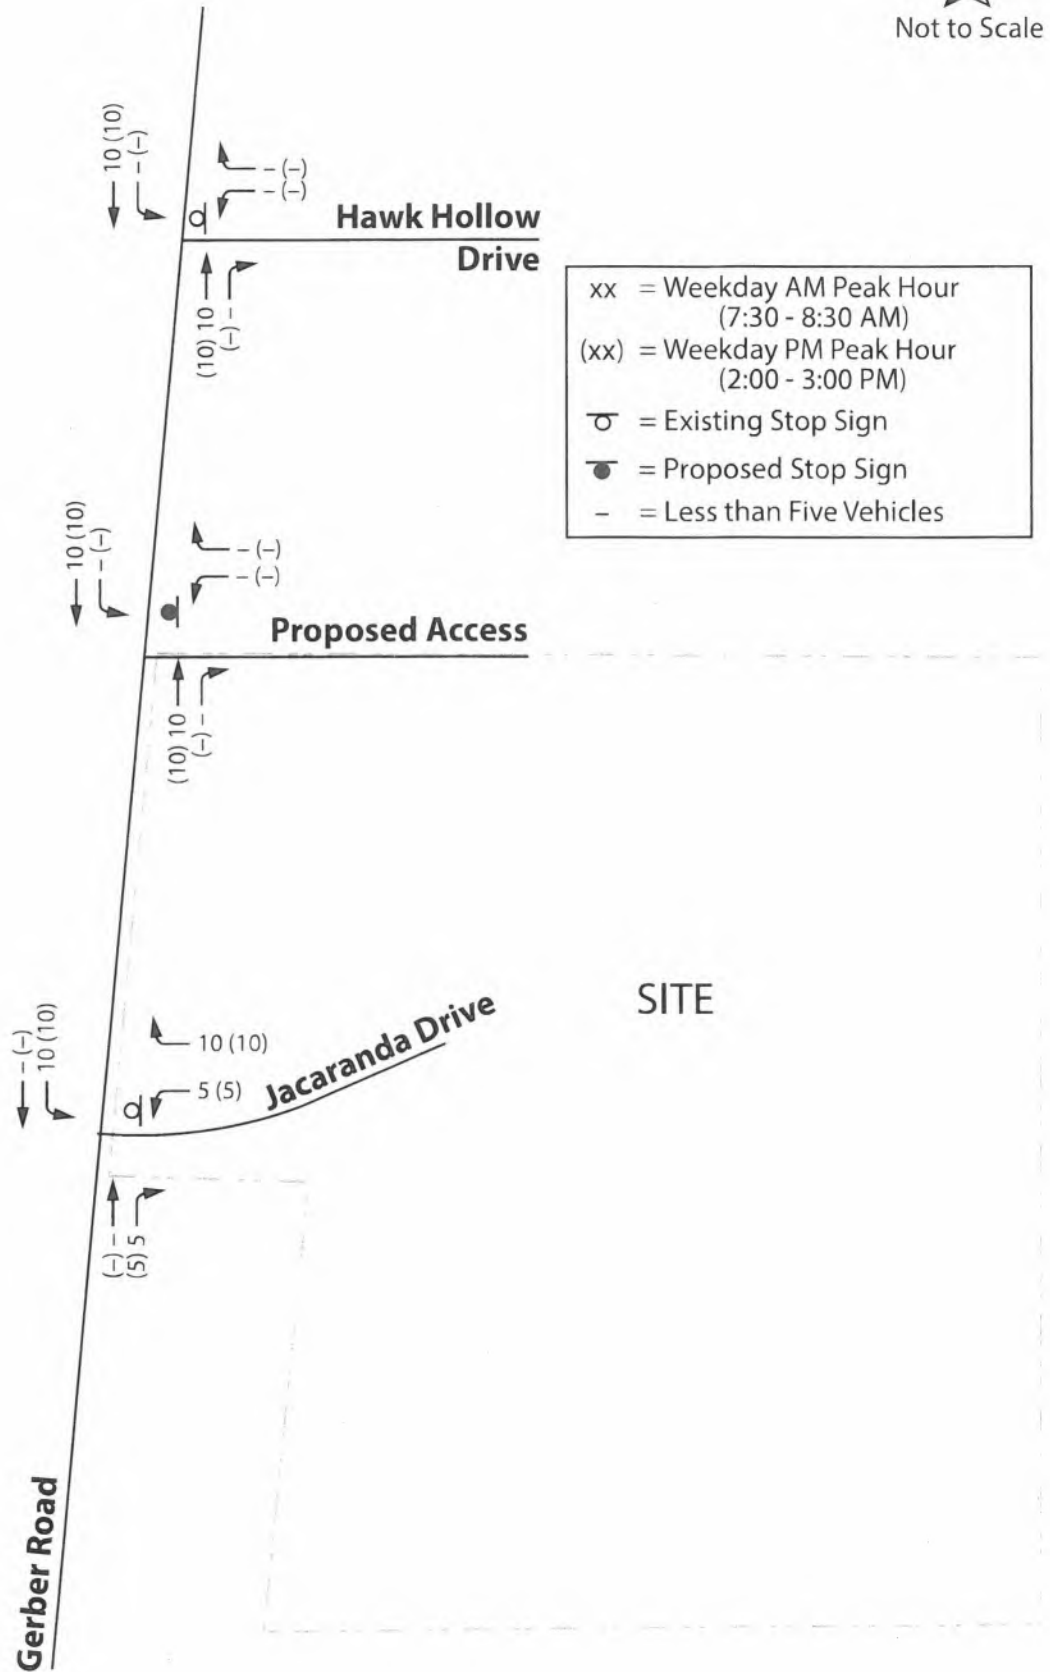 Not to Scale
10 (10)
– (–)
– (–)
– (–)
Hawk Hollow
Drive
(10) 10
(–) –
xx = Weekday AM Peak Hour
(7:30 - 8:30 AM)
(xx) = Weekday PM Peak Hour
(2:00 - 3:00 PM)
= Existing Stop Sign
= Proposed Stop Sign
– = Less than Five Vehicles
10 (10)
– (–)
– (–)
– (–)
Proposed Access
(10) 10
(–) –
SITE
– (–)
10 (10)
10 (10)
5 (5)
Jacaranda Drive
(–) –
(5) 5
Gerber Road